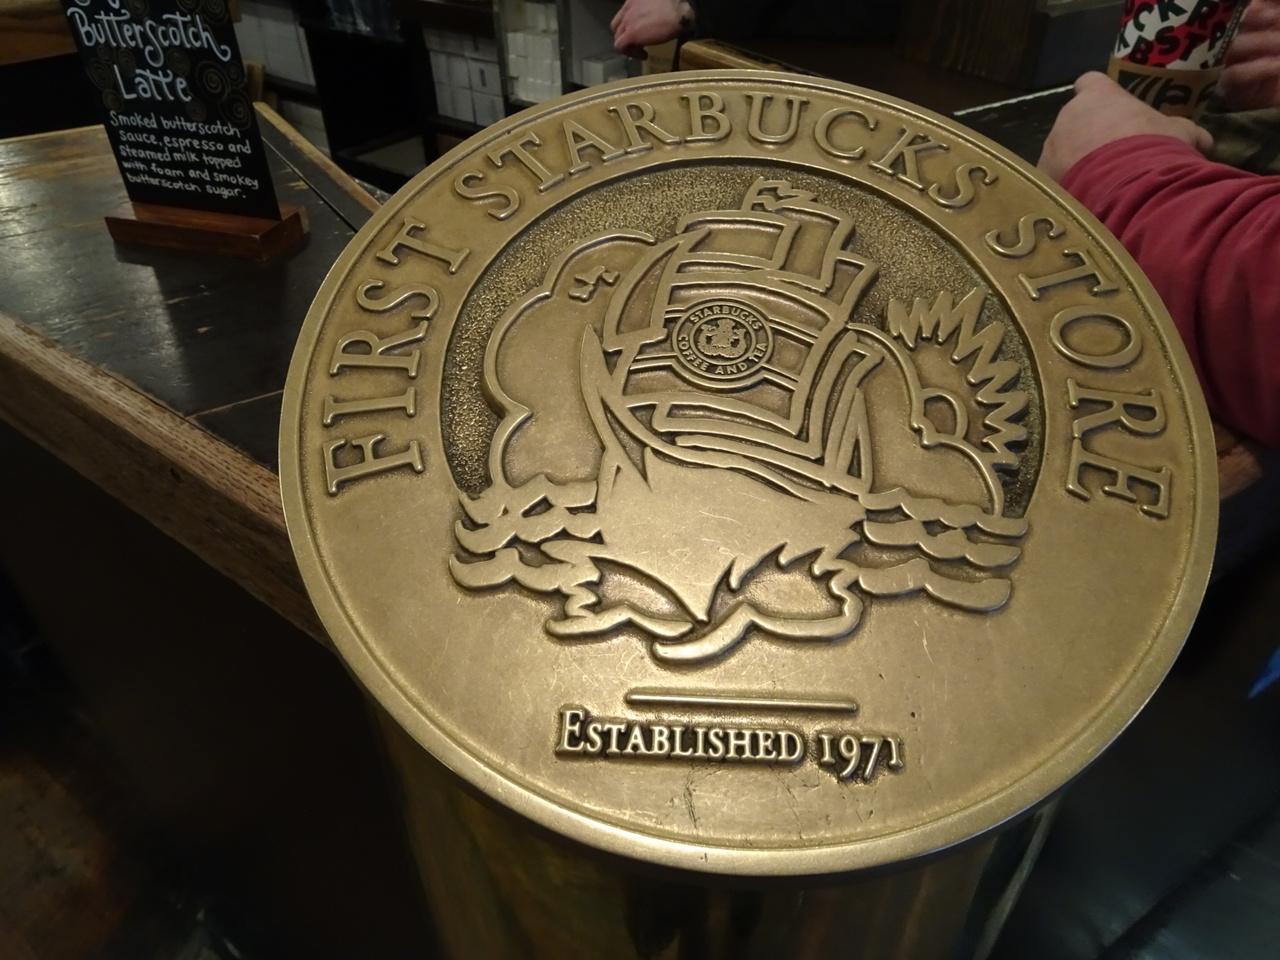 Butterscotch
Latte
Smoked butterscotch
sauce, espresso and
steamed milk topped
with foam and smokey
butterscotch sugar.
FIRST STARBUCKS STORE
STARBUCKS
COFFEE AND TEA
ESTABLISHED 1971